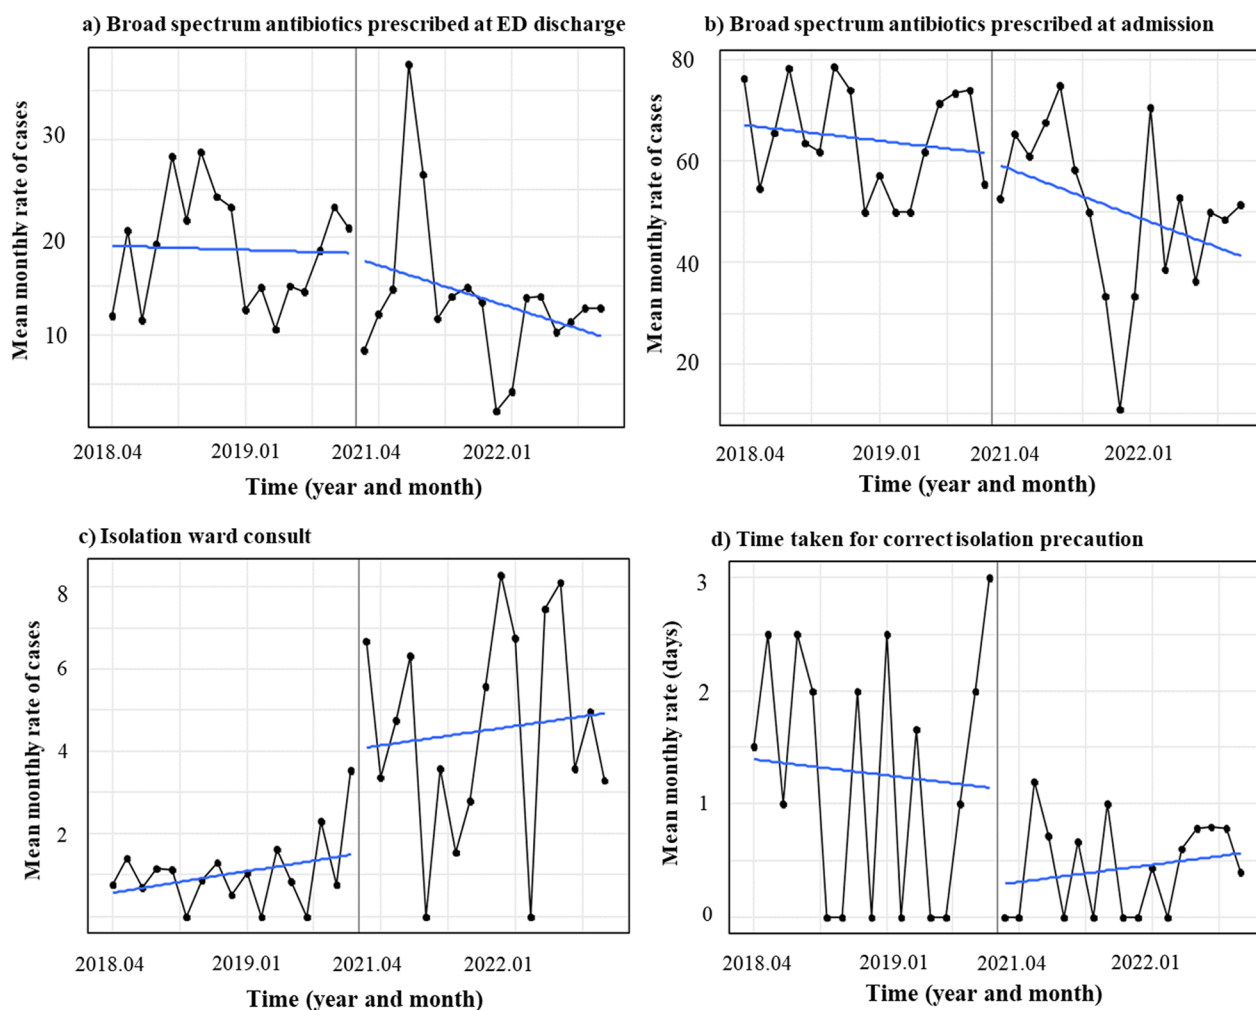 a) Broad spectrum antibiotics prescribed at ED discharge
Mean monthly rate of cases
30
20
10
2018.04 2019.01 2021.04 2022.01
Time (year and month)
b) Broad spectrum antibiotics prescribed at admission
Mean monthly rate of cases
80
60
40
20
2018.04 2019.01 2021.04 2022.01
Time (year and month)
c) Isolation ward consult
Mean monthly rate of cases
8
6
4
2
2018.04 2019.01 2021.04 2022.01
Time (year and month)
d) Time taken for correct isolation precaution
Mean monthly rate (days)
3
2
1
0
2018.04 2019.01 2021.04 2022.01
Time (year and month)